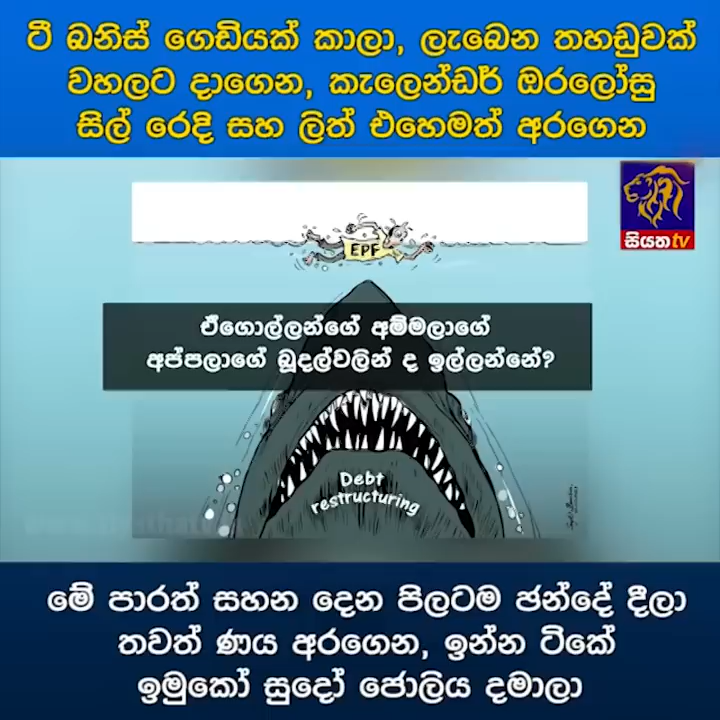 ටී බනිස් ගෙඩියක් කාලා, ලැබෙන තහඩුවක්
වහලට දාගෙන, කැලෙන්ඩර් ඔරලෝසු
සිල් රෙදි සහ ලිත් එහෙමත් අරගෙන
සියත tv
EPF
ඒගොල්ලන්ගේ අම්මලාගේ
අප්පලාගේ බූදල්වලින් ද ඉල්ලන්නේ?
Debt
restructuring
මේ පාරත් සහන දෙන පිලටම ඡන්දේ දීලා
තවත් ණය අරගෙන, ඉන්න ටිකේ
ඉමුකෝ සුදෝ ජොලිය දමාලා